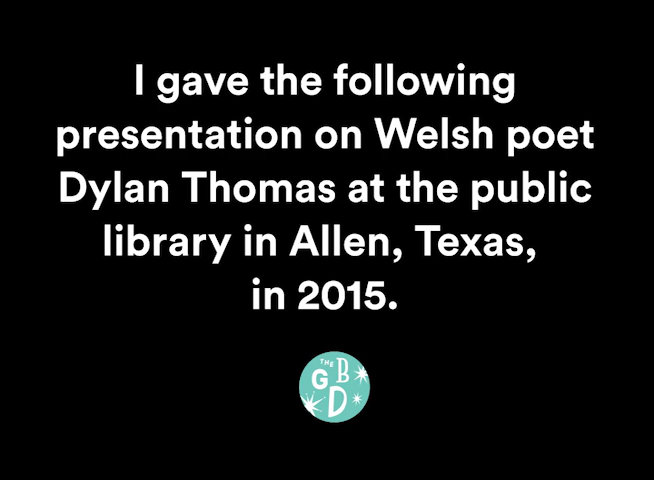 I gave the following
presentation on Welsh poet
Dylan Thomas at the public
library in Allen, Texas,
in 2015.
THE
G B
D